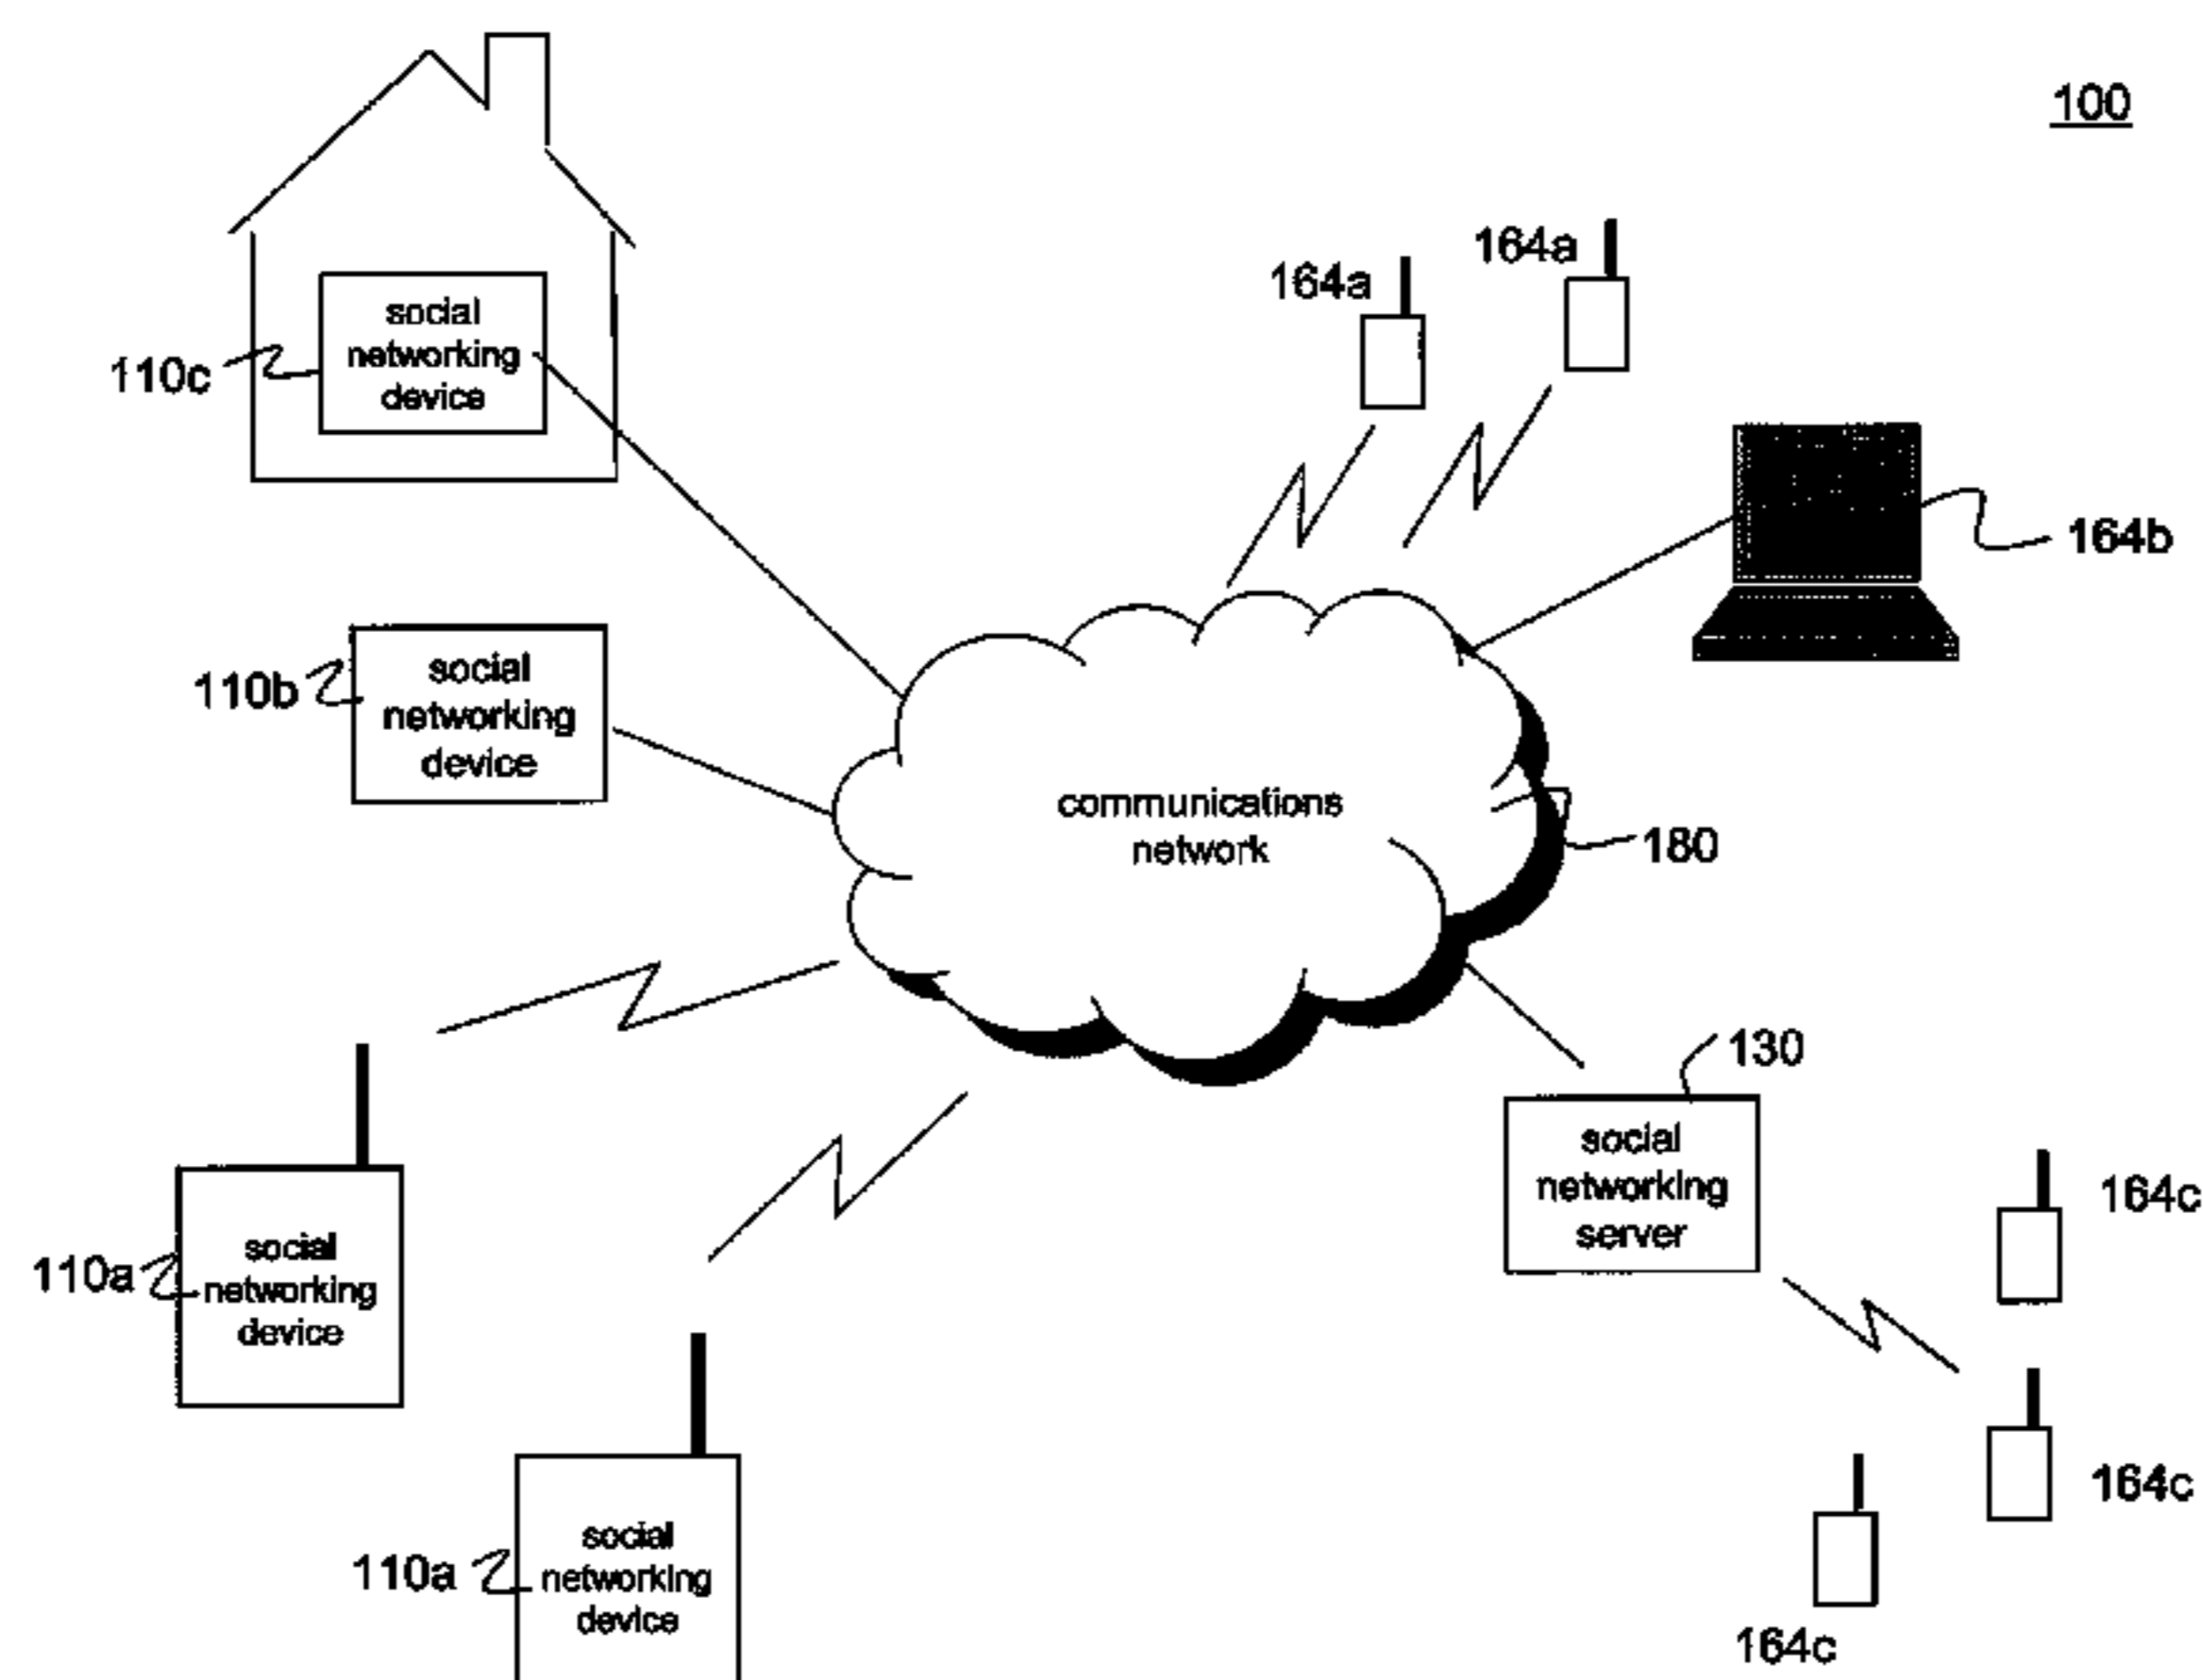 100
164a
164a
social
networking
device
110c
164b
110b
social
networking
device
communications
network
180
130
social
networking
server
164c
110a
social
networking
device
164c
110a
social
networking
device
164c